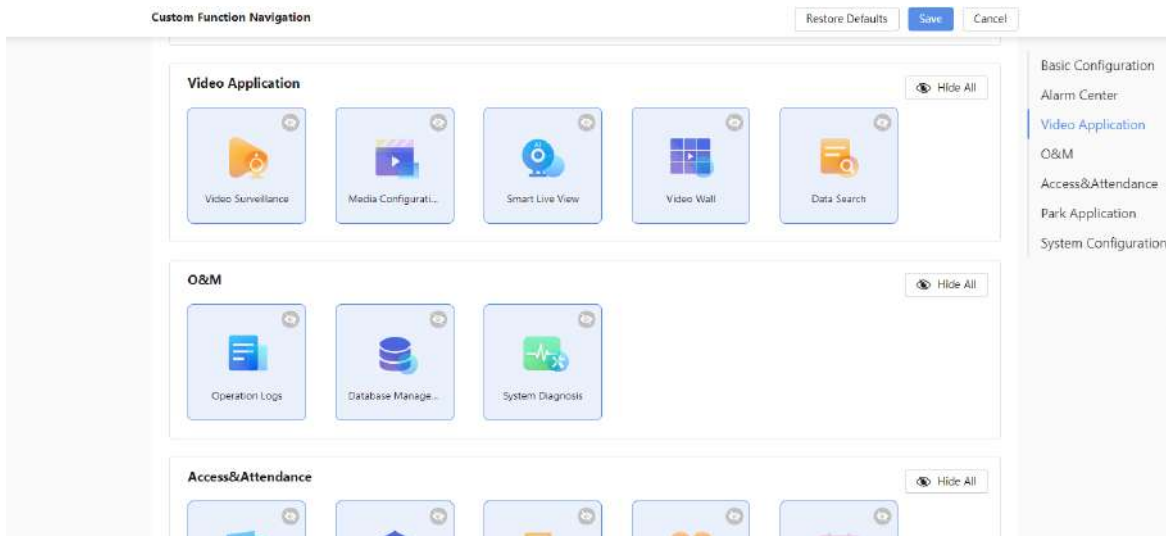 Custom Function Navigation
Restore Defaults
Save
Cancel
Video Application
Hide All
Video Surveillance
Media Configurati...
Smart Live View
Video Wall
Data Search
O&M
Hide All
Operation Logs
Database Manage...
System Diagnosis
Access&Attendance
Hide All
Basic Configuration
Alarm Center
Video Application
O&M
Access&Attendance
Park Application
System Configuration